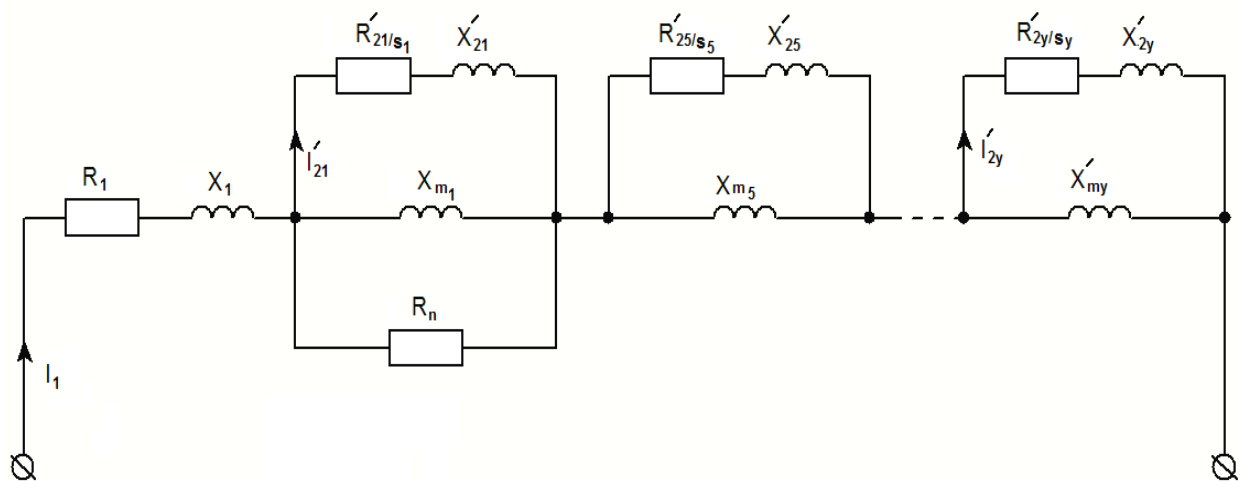 R′21/s1 X′21 R′25/s5 X′25 R′2y/sy X′2y
I′21 I′2y
R1 X1 Xm1 Xm5 X′my
Rn
I1